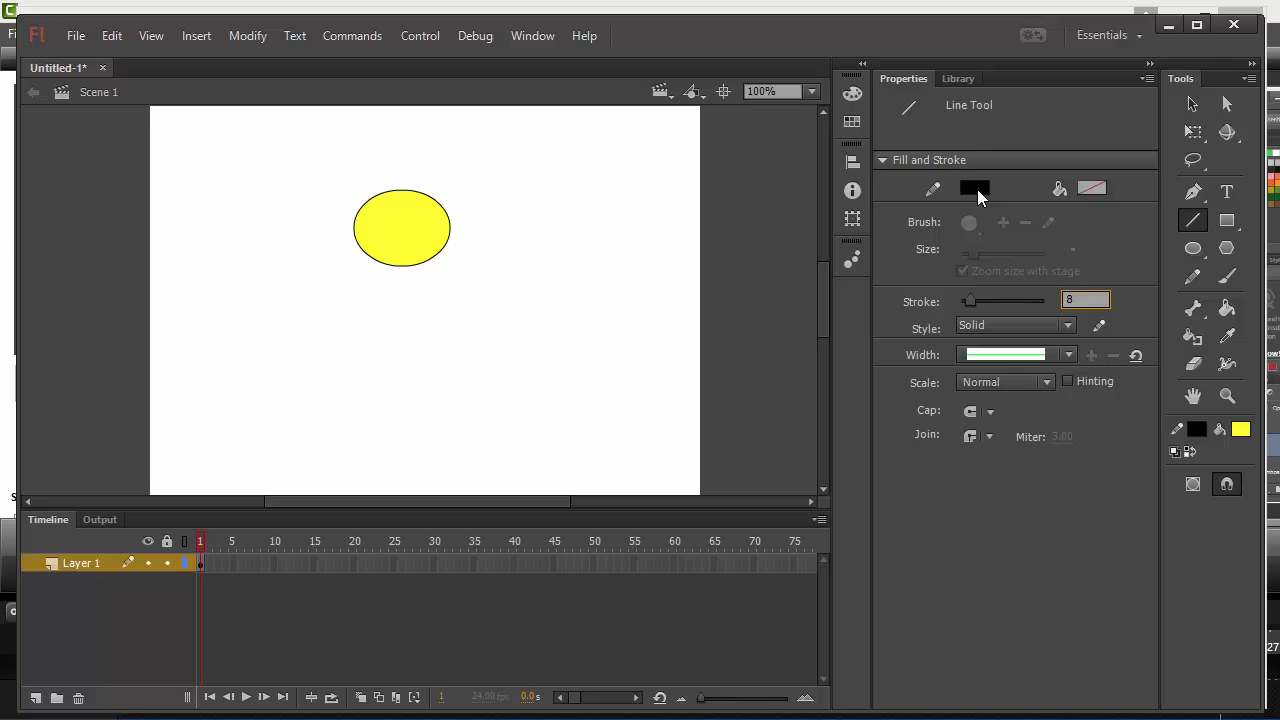 Fl File Edit View Insert Modify Text Commands Control Debug Window Help Essentials
Untitled-1* ×
Scene 1 100%
Properties Library
Line Tool
Fill and Stroke
Brush:
Size:
Zoom size with stage
Stroke: 8
Style: Solid
Width:
Scale: Normal Hinting
Cap:
Join: Miter: 3.00
Tools
T
Timeline Output
1 5 10 15 20 25 30 35 40 45 50 55 60 65 70 75
Layer 1
1 24.00 fps 0.0 s
27